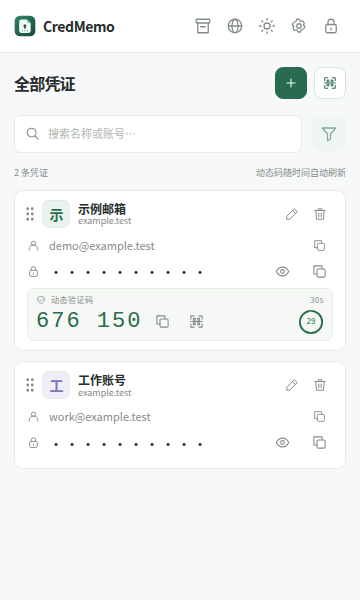 CredMemo
全部凭证
搜索名称或账号…
2 条凭证
动态码随时间自动刷新
示
示例邮箱
example.test
demo@example.test
• • • • • • • • • •
动态验证码
30s
676 150
29
工
工作账号
example.test
work@example.test
• • • • • • • • • •